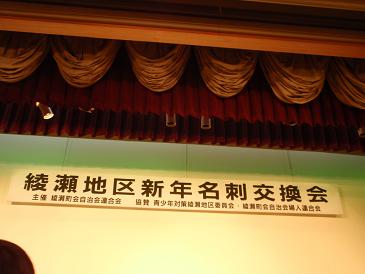 綾瀬地区新年名刺交換会
主催 綾瀬町会自治会連合会 協賛 青少年対策綾瀬地区委員会・綾瀬町会自治会婦人連合会